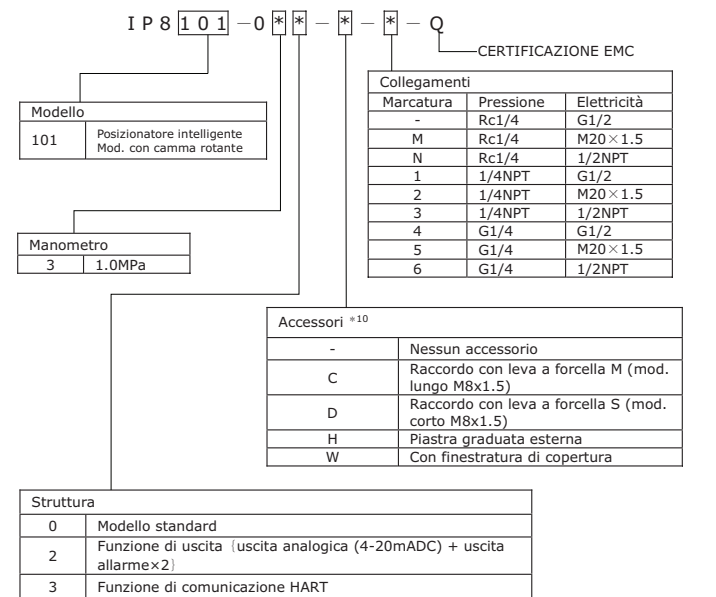 I P 8 1 0 1 －0 * * － * － * － Q
CERTIFICAZIONE EMC
Collegamenti
Marcatura Pressione Elettricità
- Rc1/4 G1/2
M Rc1/4 M20×1.5
N Rc1/4 1/2NPT
1 1/4NPT G1/2
2 1/4NPT M20×1.5
3 1/4NPT 1/2NPT
4 G1/4 G1/2
5 G1/4 M20×1.5
6 G1/4 1/2NPT
Modello
101 Posizionatore intelligente
Mod. con camma rotante
Manometro
3 1.0MPa
Accessori *10
- Nessun accessorio
C Raccordo con leva a forcella M (mod.
lungo M8x1.5)
D Raccordo con leva a forcella S (mod.
corto M8x1.5)
H Piastra graduata esterna
W Con finestratura di copertura
Struttura
0 Modello standard
2 Funzione di uscita {uscita analogica (4-20mADC) + uscita
allarme×2}
3 Funzione di comunicazione HART